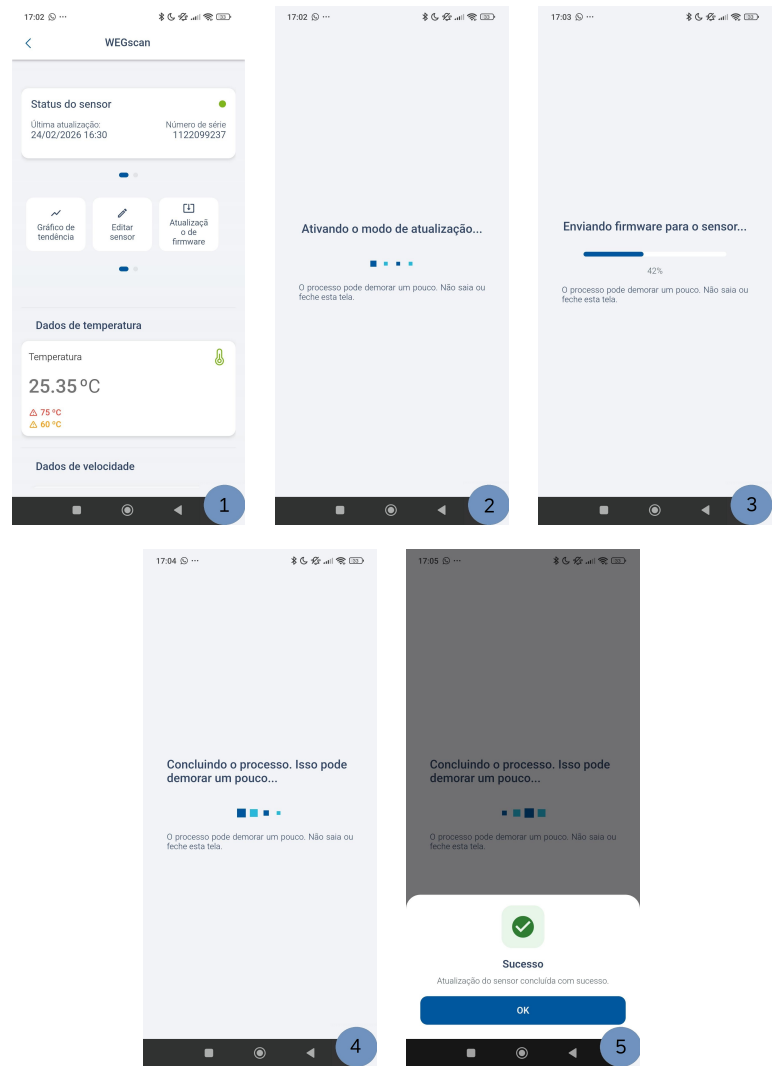 17:02 ...
33
WEGscan
Status do sensor
Última atualização:
24/02/2026 16:30
Número de série
1122099237
Gráfico de
tendência
Editar
sensor
Atualizaçã
o de
firmware
Dados de temperatura
Temperatura
25.35 ºC
75 ºC
60 ºC
Dados de velocidade
1
17:02 ...
33
Ativando o modo de atualização...
O processo pode demorar um pouco. Não saia ou
feche esta tela.
2
17:03 ...
33
Enviando firmware para o sensor...
42%
O processo pode demorar um pouco. Não saia ou
feche esta tela.
3
17:04 ...
33
Concluindo o processo. Isso pode
demorar um pouco...
O processo pode demorar um pouco. Não saia ou
feche esta tela.
4
17:05 ...
33
Concluindo o processo. Isso pode
demorar um pouco...
O processo pode demorar um pouco. Não saia ou
feche esta tela.
Sucesso
Atualização do sensor concluída com sucesso.
OK
5